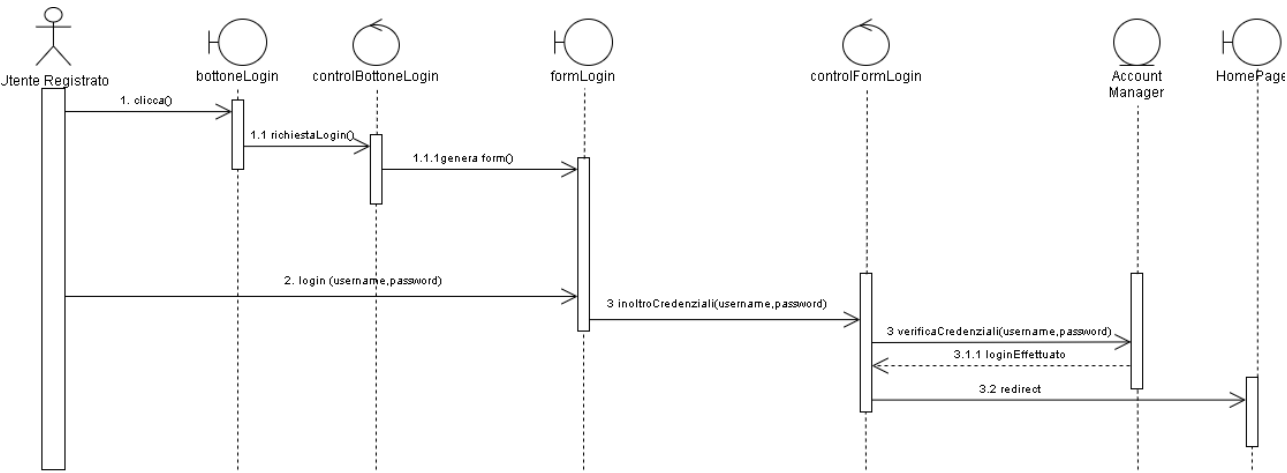 Jtente Registrato
bottoneLogin
controlBottoneLogin
formLogin
controlFormLogin
Account
Manager
HomePage
1. clicca()
1.1 richiestaLogin()
1.1.1genera form()
2. login (username,password)
3 inoltroCredenziali(username,password)
3 verificaCredenziali(username,password)
3.1.1 loginEffettuato
3.2 redirect